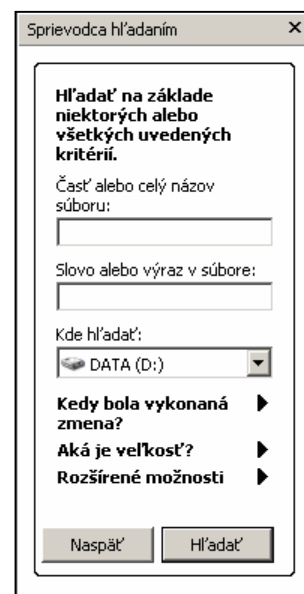 Sprievodca hľadaním
Hľadať na základe
niektorých alebo
všetkých uvedených
kritérií.
Časť alebo celý názov
súboru:
Slovo alebo výraz v súbore:
Kde hľadať:
DATA (D:)
Kedy bola vykonaná
zmena?
Aká je veľkosť?
Rozšírené možnosti
Naspäť Hľadať